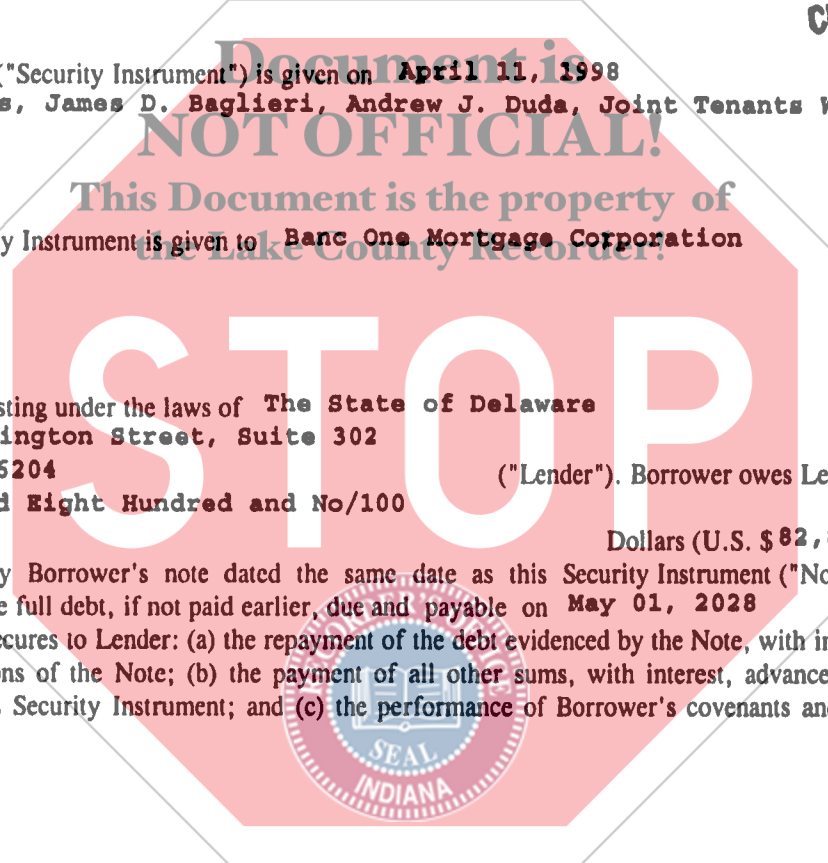 Document is
("Security Instrument") is given on April 11, 1998
s, James D. Baglieri, Andrew J. Duda, Joint Tenants W
NOT OFFICIAL!
This Document is the property of
y Instrument is given to Banc One Mortgage Corporation
the Lake County Recorder!
STOP
sting under the laws of The State of Delaware
ington Street, Suite 302
6204
("Lender"). Borrower owes Le
d Eight Hundred and No/100
Dollars (U.S. $ 82,
y Borrower's note dated the same date as this Security Instrument ("No
e full debt, if not paid earlier, due and payable on May 01, 2028
cures to Lender: (a) the repayment of the debt evidenced by the Note, with in
ns of the Note; (b) the payment of all other sums, with interest, advance
Security Instrument; and (c) the performance of Borrower's covenants an
SEAL
INDIANA